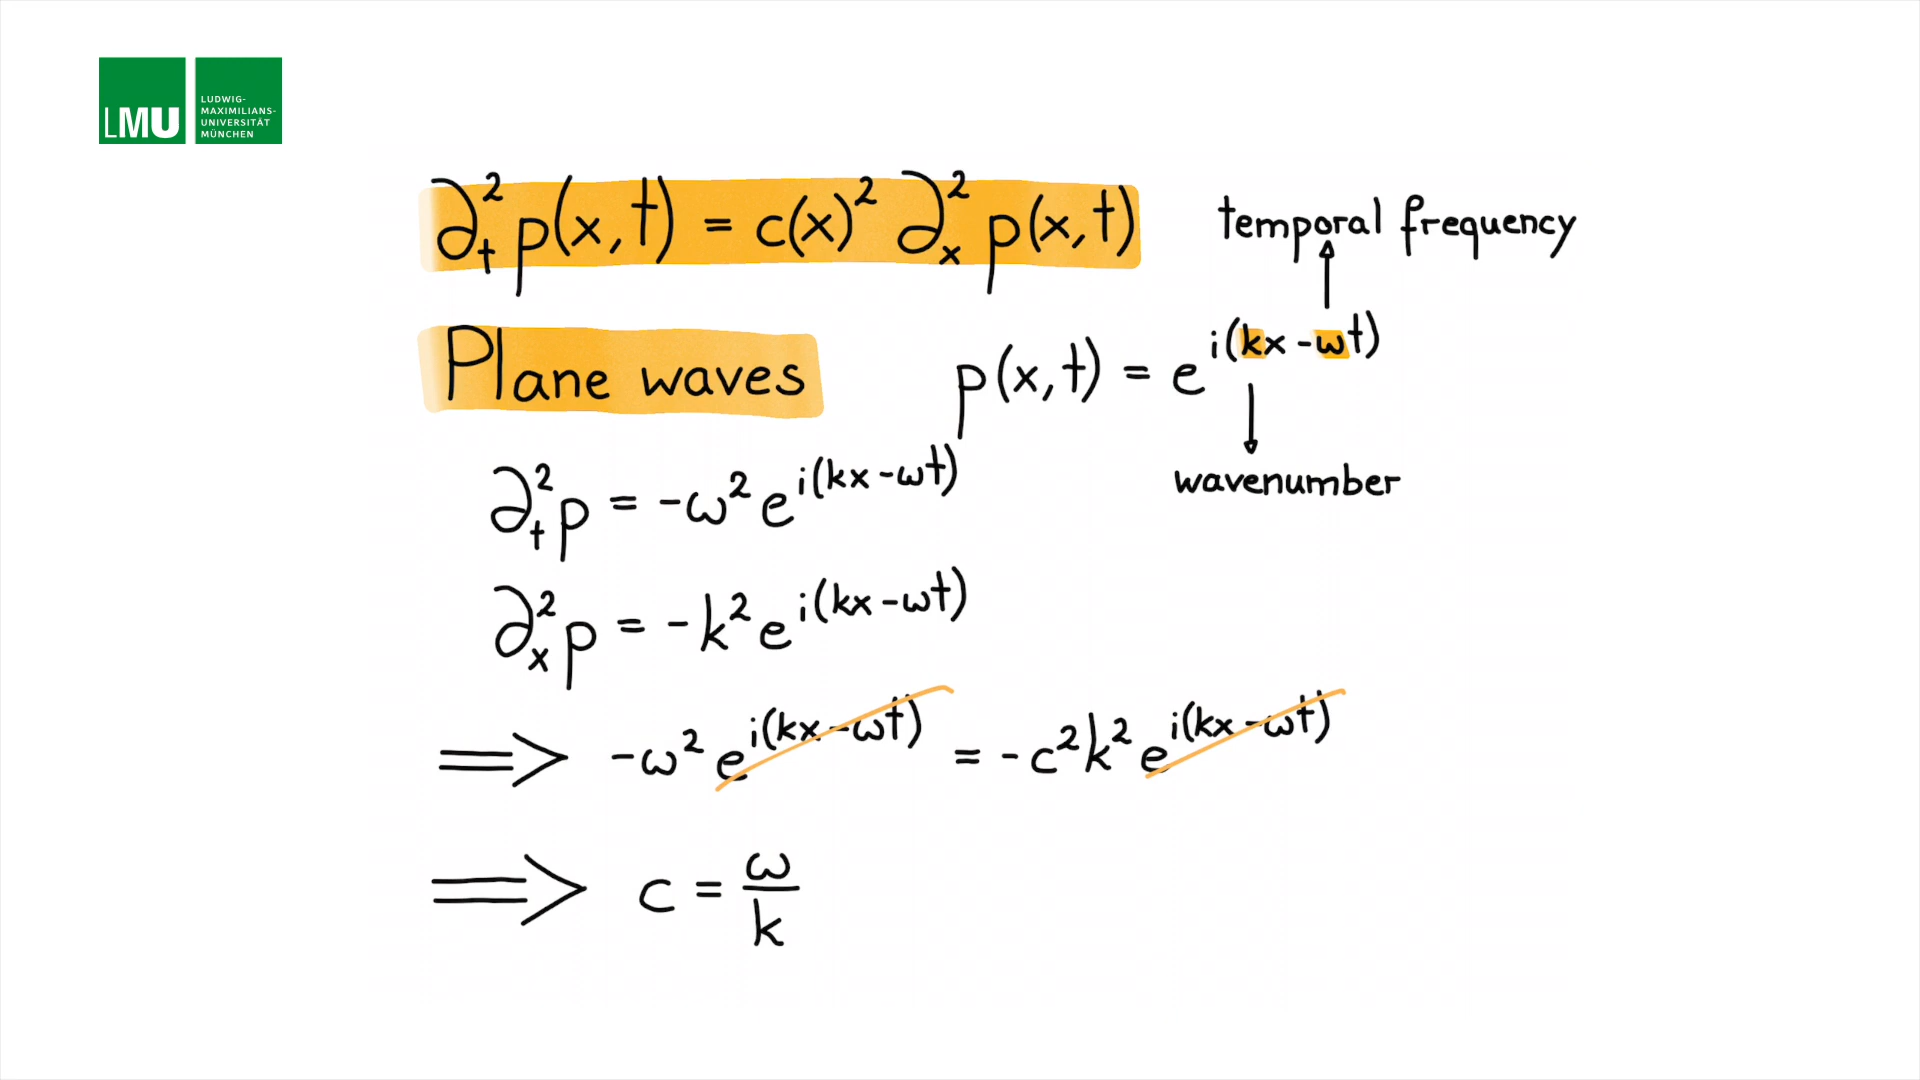 LMU
LUDWIG-
MAXIMILIANS-
UNIVERSITÄT
MÜNCHEN
∂ₜ² p(x,t) = c(x)² ∂ₓ² p(x,t)
temporal frequency
Plane waves
p(x,t) = e^{i(kx-ωt)}
wavenumber
∂ₜ² p = -ω² e^{i(kx-ωt)}
∂ₓ² p = -k² e^{i(kx-ωt)}
⟹ -ω² e^{i(kx-ωt)} = -c²k² e^{i(kx-ωt)}
⟹ c = ω/k